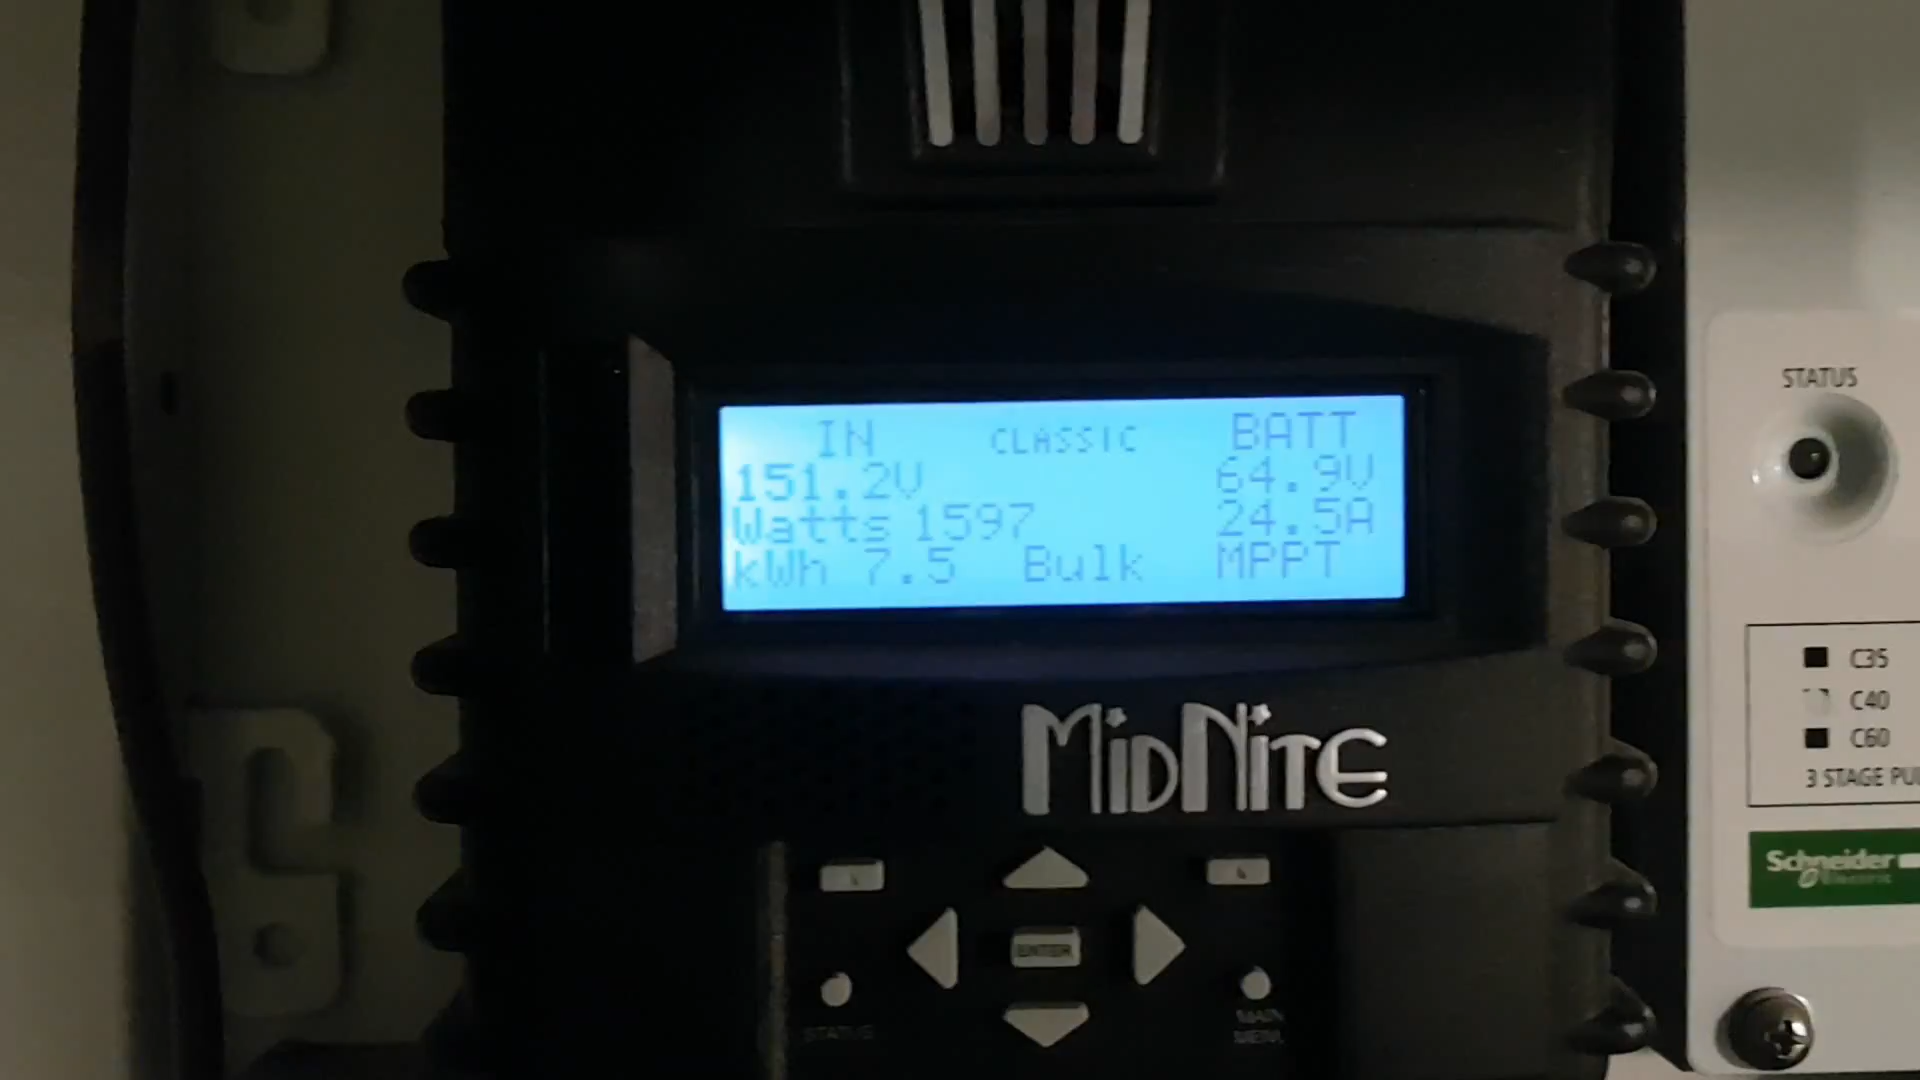 IN CLASSIC BATT
151.2V 64.9V
Watts 1597 24.5A
kWh 7.5 Bulk MPPT
MIDNITE
ENTER
STATUS
MAIN
MENU
STATUS
C35
C40
C60
3 STAGE
Schneider
Electric